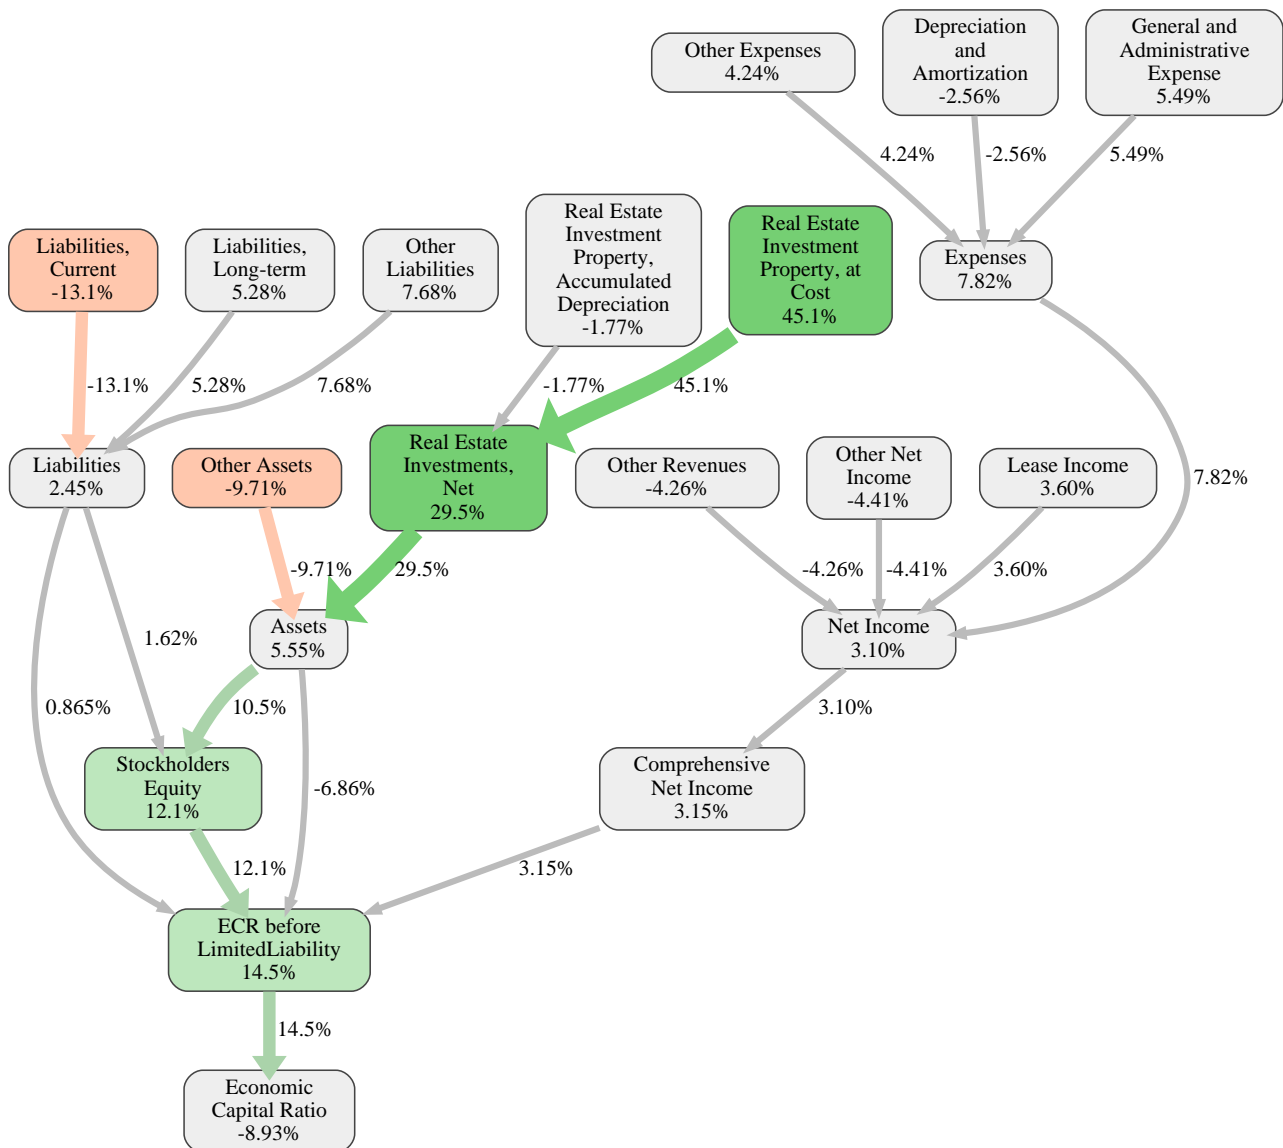 Other Expenses
4.24%
Depreciation
and
Amortization
-2.56%
General and
Administrative
Expense
5.49%
4.24%
-2.56%
5.49%
Liabilities,
Current
-13.1%
Liabilities,
Long-term
5.28%
Other
Liabilities
7.68%
Real Estate
Investment
Property,
Accumulated
Depreciation
-1.77%
Real Estate
Investment
Property, at
Cost
45.1%
Expenses
7.82%
-13.1%
5.28%
7.68%
-1.77%
45.1%
Liabilities
2.45%
Other Assets
-9.71%
Real Estate
Investments,
Net
29.5%
Other Revenues
-4.26%
Other Net
Income
-4.41%
Lease Income
3.60%
7.82%
-9.71%
29.5%
-4.26%
-4.41%
3.60%
1.62%
Assets
5.55%
Net Income
3.10%
0.865%
10.5%
3.10%
Stockholders
Equity
12.1%
-6.86%
Comprehensive
Net Income
3.15%
12.1%
3.15%
ECR before
LimitedLiability
14.5%
14.5%
Economic
Capital Ratio
-8.93%